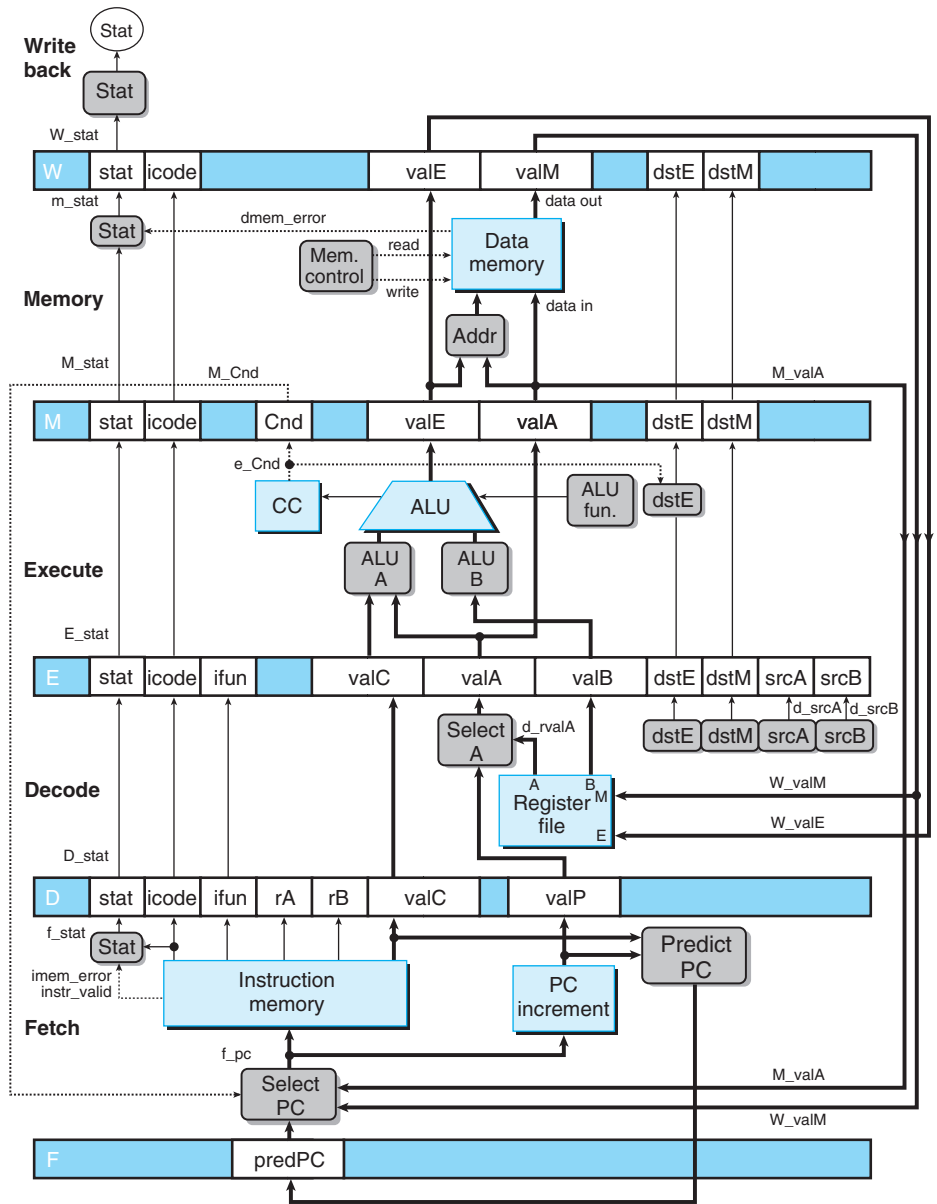 Stat
Write
back
Stat
W_stat
W
stat
icode
valE
valM
dstE
dstM
m_stat
data out
dmem_error
Stat
Data
memory
Mem.
control
read
write
Memory
data in
Addr
M_stat
M_Cnd
M_valA
M
stat
icode
Cnd
valE
valA
dstE
dstM
e_Cnd
CC
ALU
ALU
fun.
dstE
ALU
A
ALU
B
Execute
E_stat
E
stat
icode
ifun
valC
valA
valB
dstE
dstM
srcA
srcB
d_srcA
d_srcB
Select
A
d_rvalA
dstE
dstM
srcA
srcB
Decode
A
B
M
Register
file
E
W_valM
W_valE
D_stat
D
stat
icode
ifun
rA
rB
valC
valP
f_stat
Stat
Predict
PC
imem_error
instr_valid
Instruction
memory
PC
increment
Fetch
f_pc
Select
PC
M_valA
W_valM
F
predPC